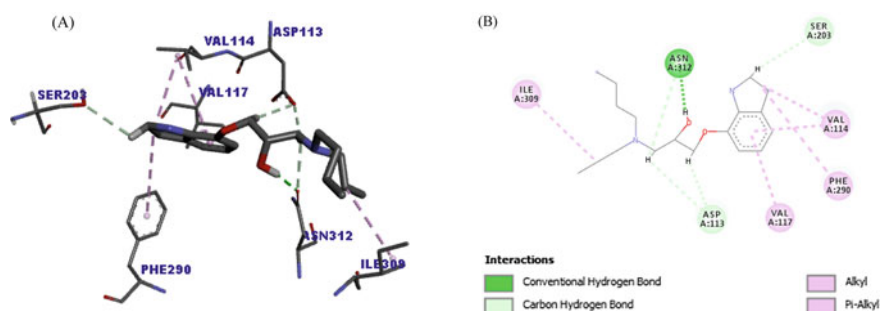 (A)
VAL114
ASP113
SER203
VAL117
ASN312
PHE290
ILE309
(B)
SER
A:203
ASN
A:312
ILE
A:309
H
H
O
N
O
N
N
H
H
VAL
A:114
PHE
A:290
ASP
A:113
VAL
A:117
Interactions
Conventional Hydrogen Bond
Carbon Hydrogen Bond
Alkyl
Pi-Alkyl